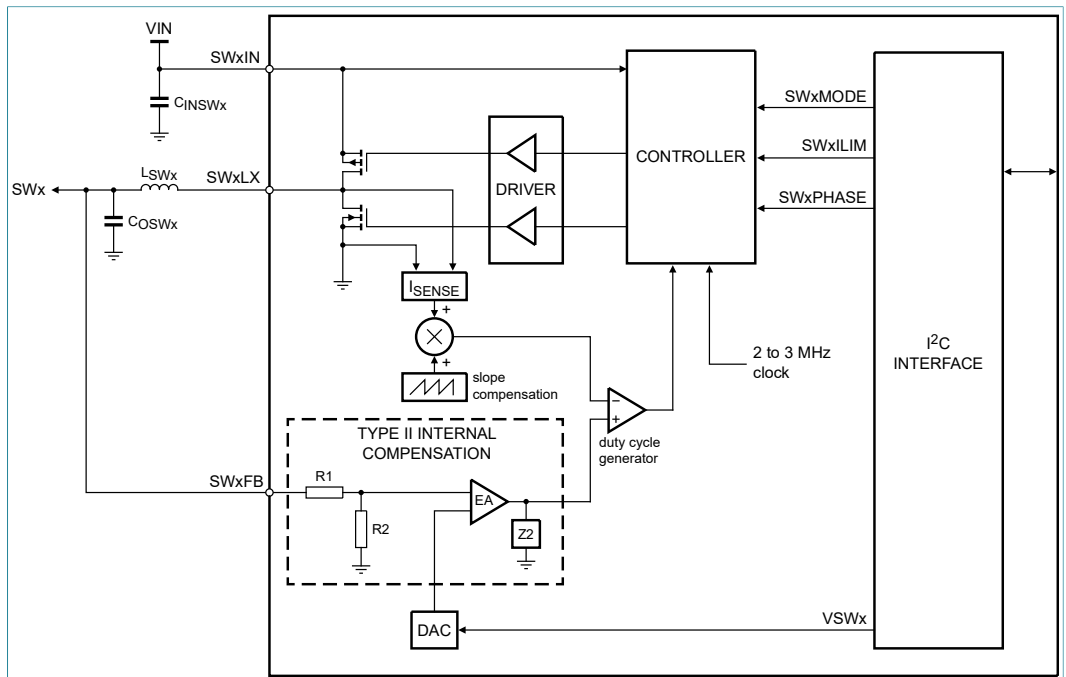 VIN
SWxIN
CINSWx
SWxMODE
CONTROLLER
SWxILIM
LSWx
SWxLX
SWx
DRIVER
SWxPHASE
COSWx
ISENSE
+
+
slope
compensation
2 to 3 MHz
clock
I2C
INTERFACE
−
+
duty cycle
generator
TYPE II INTERNAL
COMPENSATION
SWxFB
R1
EA
R2
Z2
DAC
VSWx